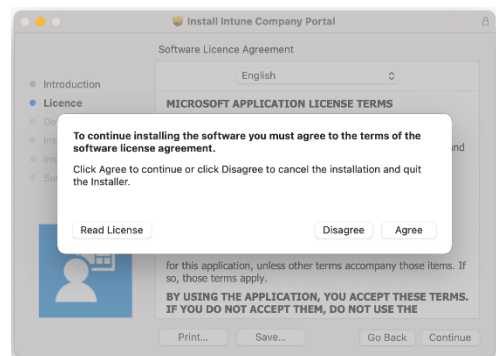 Install Intune Company Portal
Software Licence Agreement
English
Introduction
Licence
MICROSOFT APPLICATION LICENSE TERMS
To continue installing the software you must agree to the terms of the
software license agreement.
Click Agree to continue or click Disagree to cancel the installation and quit
the Installer.
Read License
Disagree
Agree
for this application, unless other terms accompany those items. If
so, those terms apply.
BY USING THE APPLICATION, YOU ACCEPT THESE TERMS.
IF YOU DO NOT ACCEPT THEM, DO NOT USE THE
Print...
Save...
Go Back
Continue